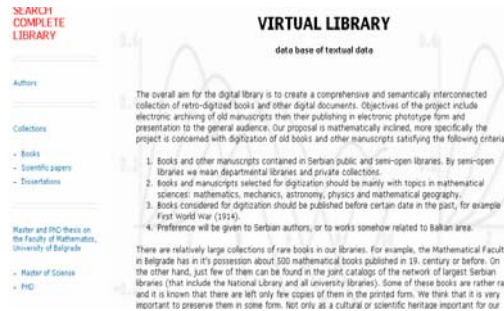 SEARCH
COMPLETE
LIBRARY
Authors
Collections
- Books
- Scientific papers
- Dissertations
Master and PhD thesis on
the Faculty of Mathematics,
University of Belgrade
- Master of Science
- PHD
VIRTUAL LIBRARY
data base of textual data
The overall aim for the digital library is to create a comprehensive and semantically interconnected
collection of retro-digitized books and other digital documents. Objectives of the project include
electronic archiving of old manuscripts then their publishing in electronic phototype form and
presentation to the general audience. Our proposal is mathematically inclined, more specifically the
project is concerned with digitization of old books and other manuscripts satisfying the following criteria
1. Books and other manuscripts contained in Serbian public and semi-open libraries. By semi-open
libraries we mean departmental libraries and private collections.
2. Books and manuscripts selected for digitization should be mainly with topics in mathematical
sciences: mathematics, mechanics, astronomy, physics and mathematical geography.
3. Books considered for digitization should be published before certain date in the past, for example
First World War (1914).
4. Preference will be given to Serbian authors, or to works somehow related to Balkan area.
There are relatively large collections of rare books in our libraries. For example, the Mathematical Facult
in Belgrade has in it's possession about 500 mathematical books published in 19. century or before. On
the other hand, just few of them can be found in the joint catalogs of the network of largest Serbian
libraries (that include the National Library and all university libraries). Some of these books are rather ra
and it is known that there are left only few copies of them in the printed form. We think that it is very
important to preserve them in some form. Not only as a cultural or scientific heritage important for our